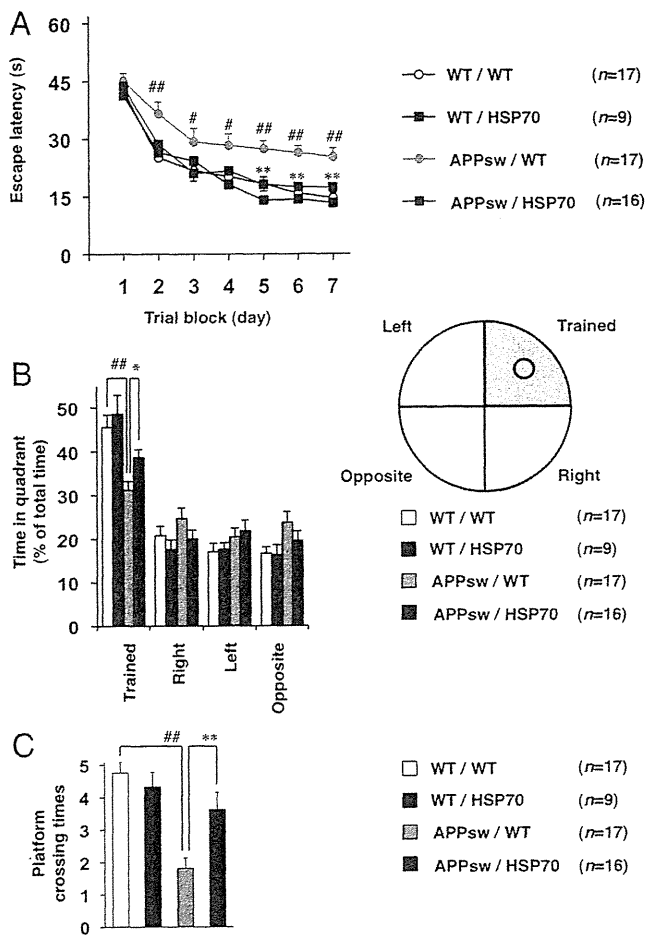 A
60
45
30
15
0
Escape latency (s)
##
#
#
##
##
##
**
**
**
1 2 3 4 5 6 7
Trial block (day)
WT / WT (n=17)
WT / HSP70 (n=9)
APPsw / WT (n=17)
APPsw / HSP70 (n=16)
Left
Trained
Opposite
Right
B
##
*
50
40
30
20
10
0
Time in quadrant
(% of total time)
Trained
Right
Left
Opposite
WT / WT (n=17)
WT / HSP70 (n=9)
APPsw / WT (n=17)
APPsw / HSP70 (n=16)
C
##
**
5
4
3
2
1
0
Platform
crossing times
WT / WT (n=17)
WT / HSP70 (n=9)
APPsw / WT (n=17)
APPsw / HSP70 (n=16)